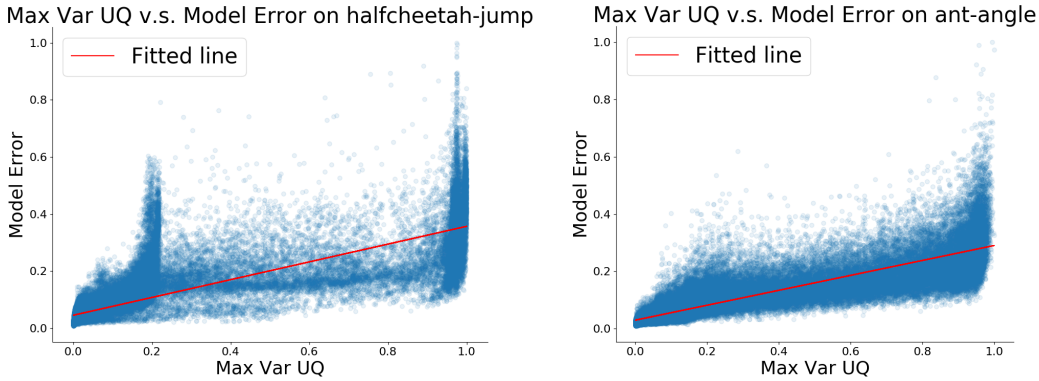 Max Var UQ v.s. Model Error on halfcheetah-jump
Fitted line
1.0
0.8
0.6
0.4
0.2
0.0
Model Error
0.0 0.2 0.4 0.6 0.8 1.0
Max Var UQ
Max Var UQ v.s. Model Error on ant-angle
Fitted line
1.0
0.8
0.6
0.4
0.2
0.0
Model Error
0.0 0.2 0.4 0.6 0.8 1.0
Max Var UQ